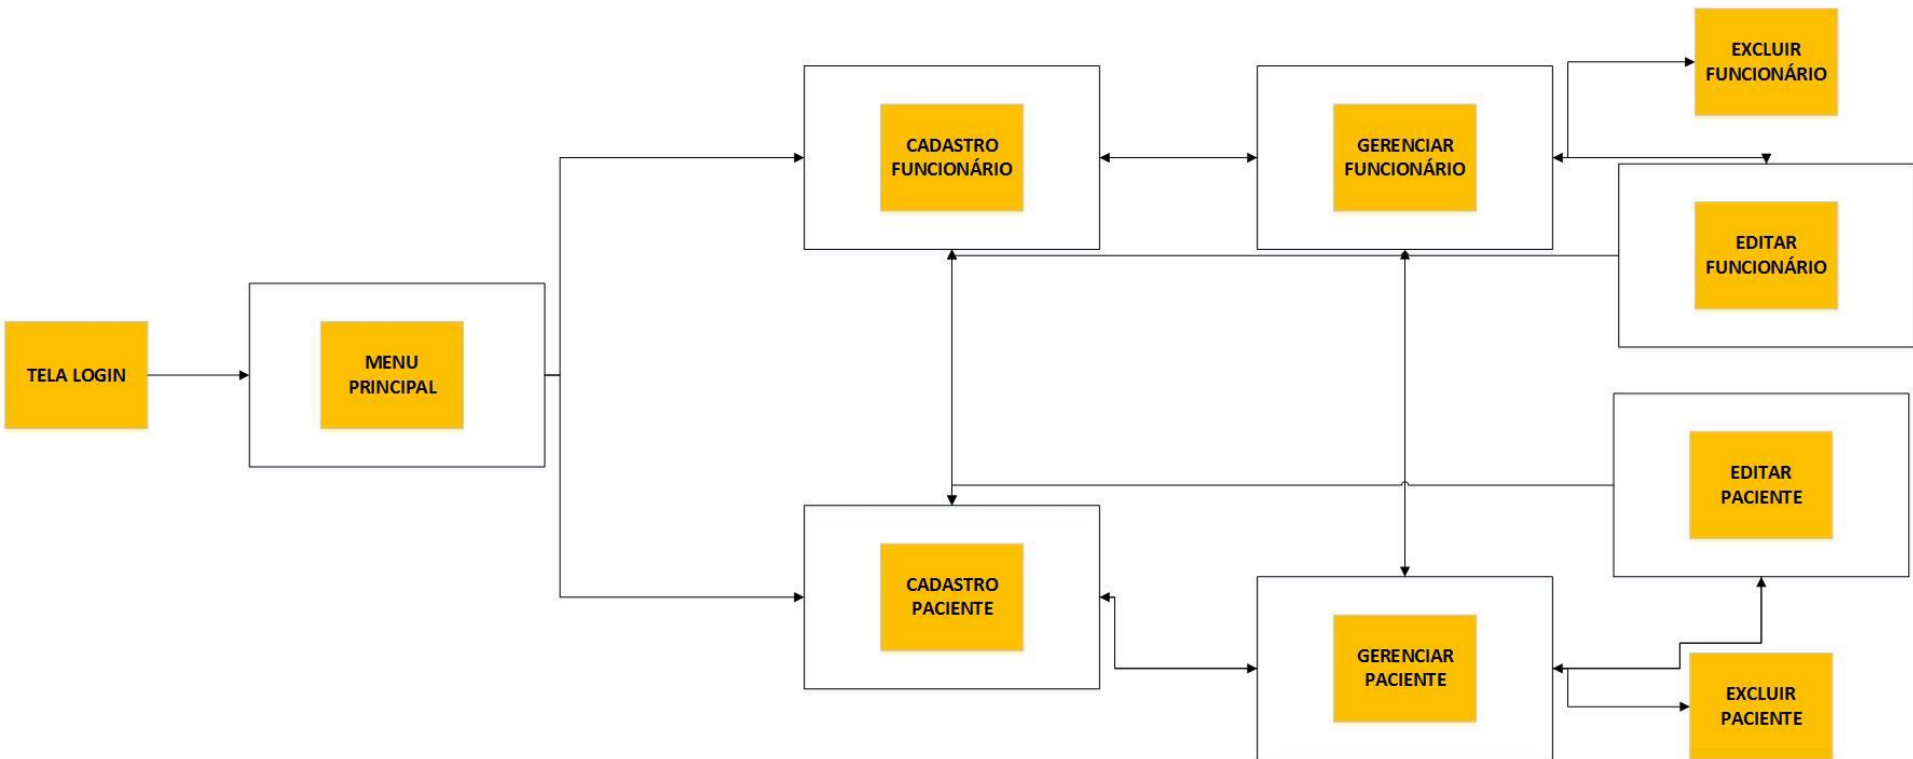 EXCLUIR
FUNCIONÁRIO
CADASTRO
FUNCIONÁRIO
GERENCIAR
FUNCIONÁRIO
EDITAR
FUNCIONÁRIO
TELA LOGIN
MENU
PRINCIPAL
EDITAR
PACIENTE
CADASTRO
PACIENTE
GERENCIAR
PACIENTE
EXCLUIR
PACIENTE